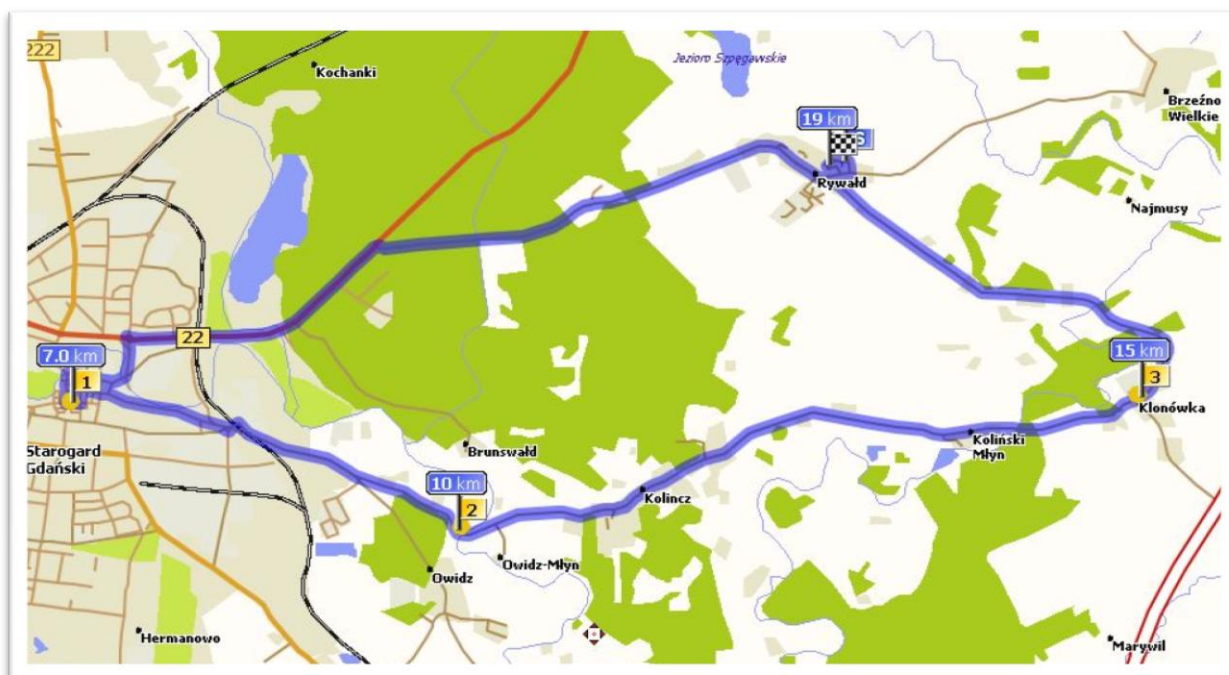 222
Kochanki
Jezioro Szpęgawskie
Brzeźno
Wielkie
19 km
S
Rywałd
Najmusy
22
7.0 km
1
15 km
3
Klonówka
Starogard
Gdański
Brunswałd
Koliński
Młyn
10 km
2
Kolincz
Owidz-Młyn
Owidz
Hermanowo
Marywil